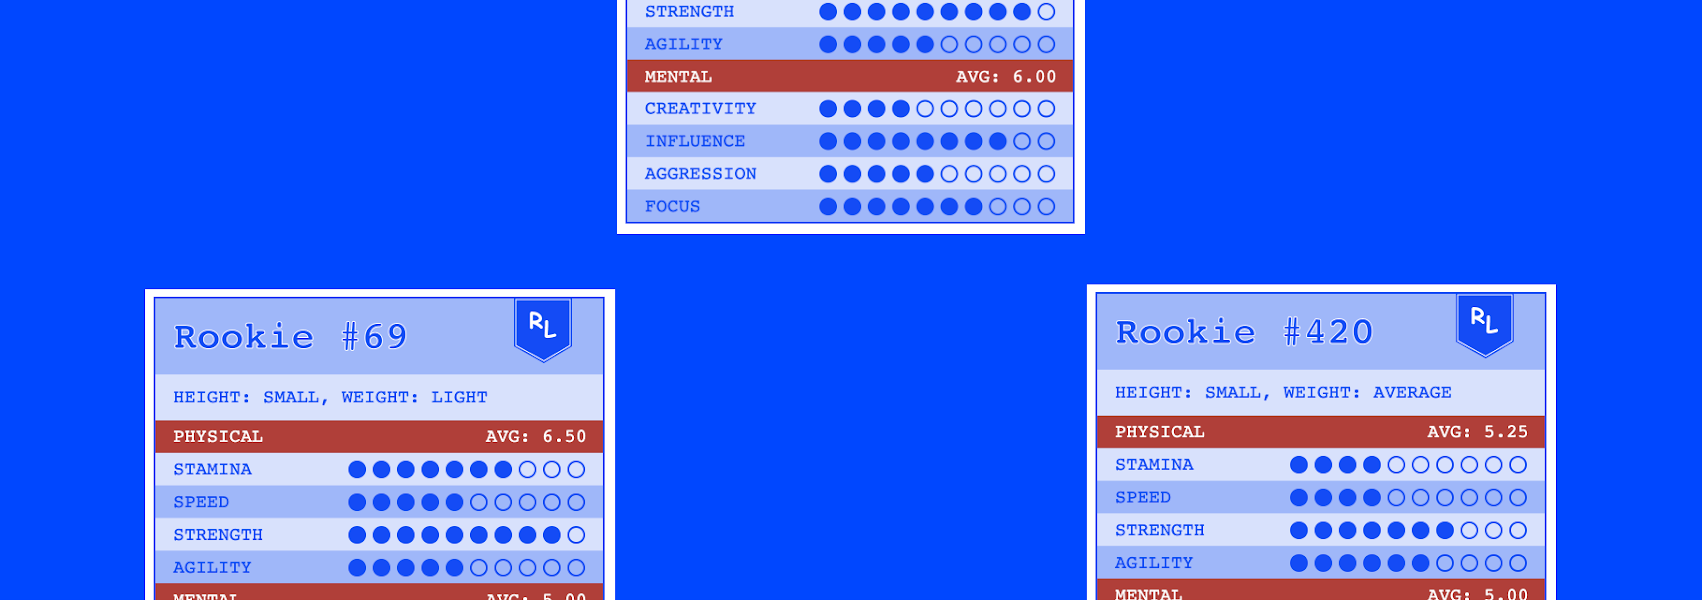 STRENGTH
AGILITY
MENTAL AVG: 6.00
CREATIVITY
INFLUENCE
AGGRESSION
FOCUS
Rookie #69
RL
HEIGHT: SMALL, WEIGHT: LIGHT
PHYSICAL AVG: 6.50
STAMINA
SPEED
STRENGTH
AGILITY
MENTAL AVG: 5.00
Rookie #420
RL
HEIGHT: SMALL, WEIGHT: AVERAGE
PHYSICAL AVG: 5.25
STAMINA
SPEED
STRENGTH
AGILITY
MENTAL AVG: 5.00